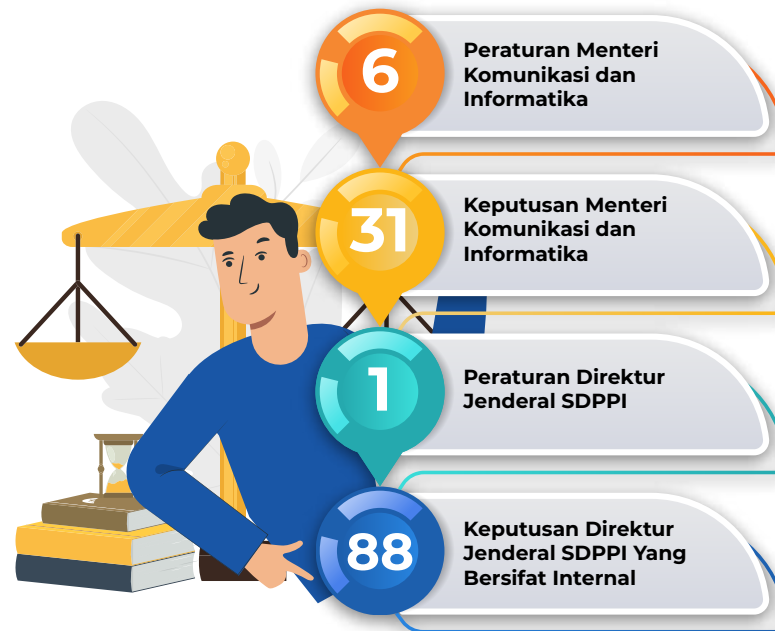 6
Peraturan Menteri
Komunikasi dan
Informatika
31
Keputusan Menteri
Komunikasi dan
Informatika
1
Peraturan Direktur
Jenderal SDPPI
88
Keputusan Direktur
Jenderal SDPPI Yang
Bersifat Internal